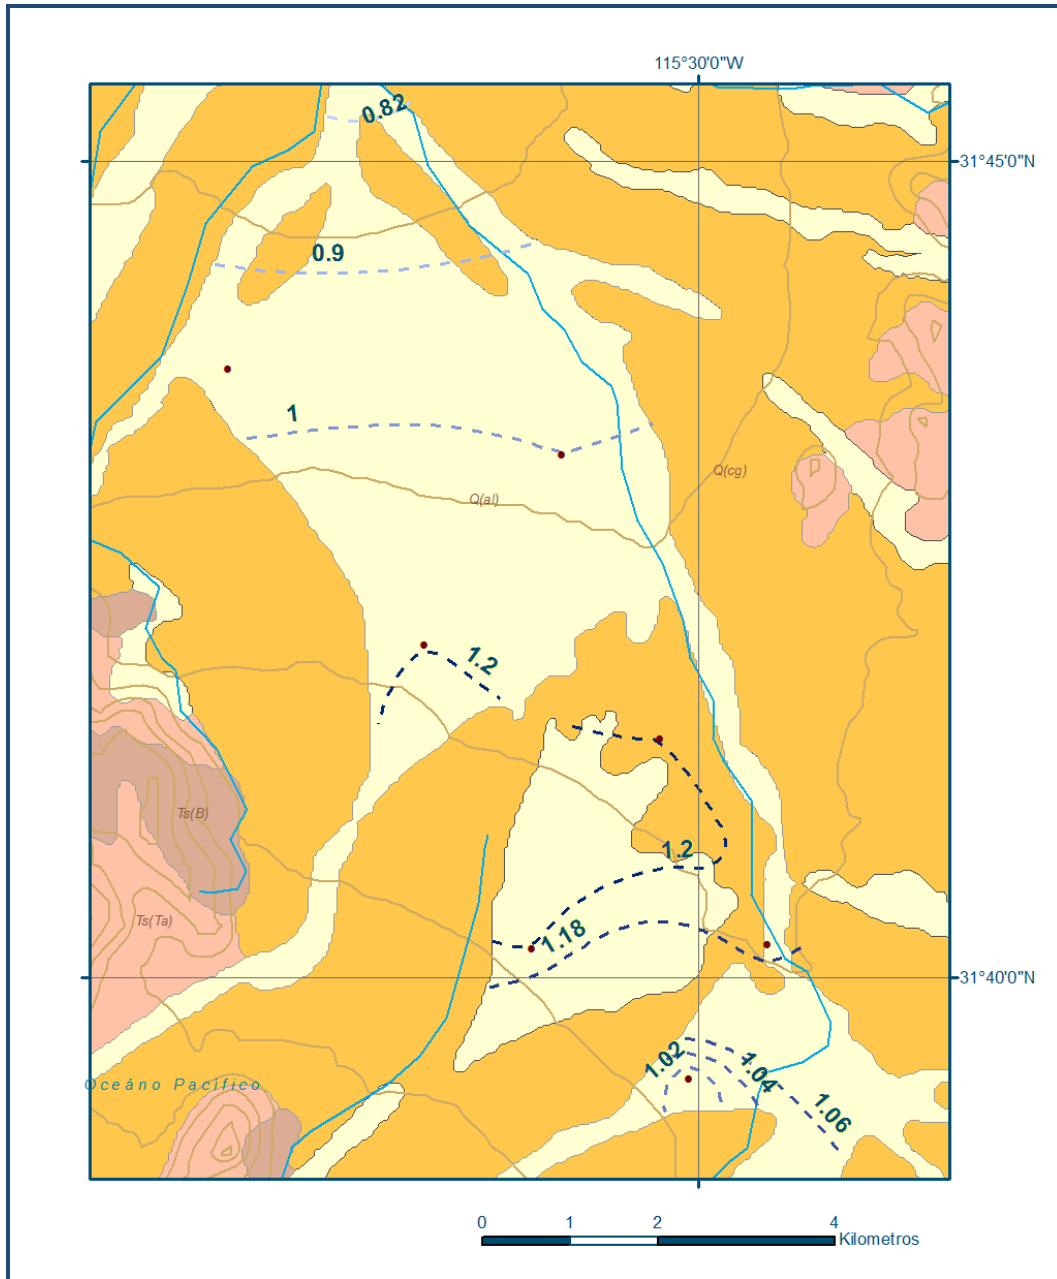 115°30'0"W
0.82
31°45'0"N
0.9
1
Q(cg)
Q(al)
1.2
Ts(B)
1.2
Ts(Ta)
1.18
31°40'0"N
1.02
1.04
Oceáno Pacífico
1.06
0 1 2 4
Kilometros